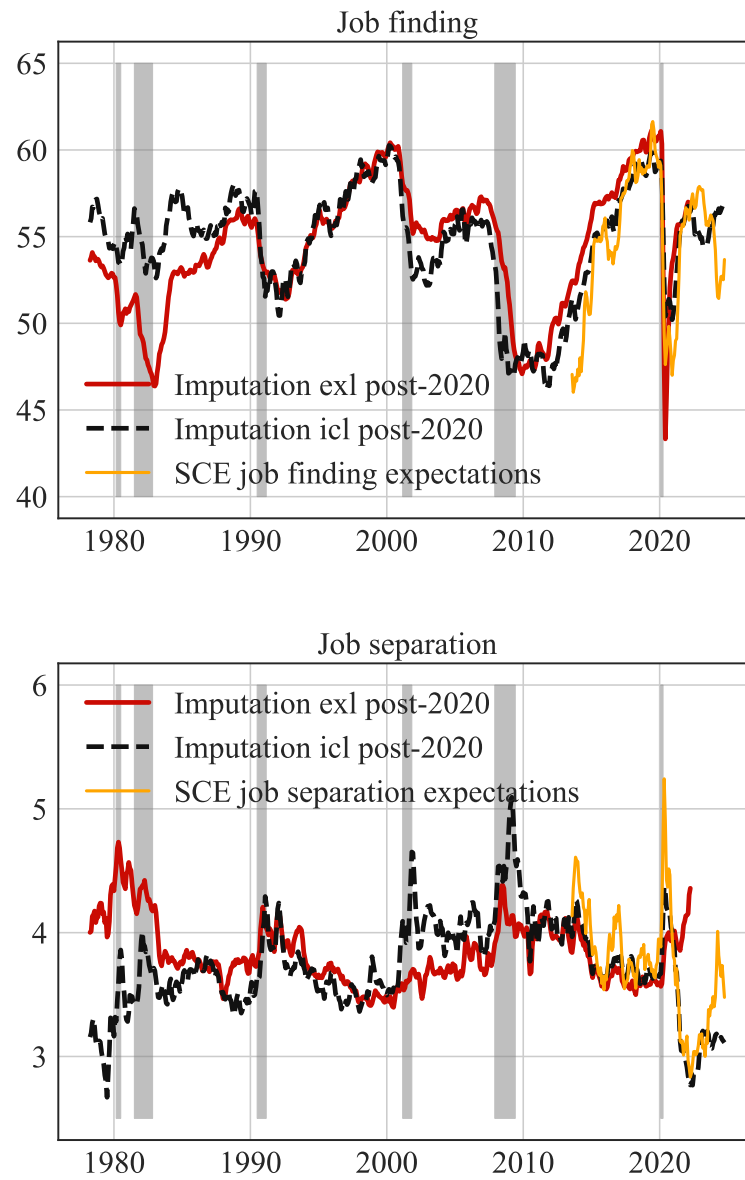 Job finding
65
60
55
50
45
40
Imputation exl post-2020
Imputation icl post-2020
SCE job finding expectations
1980 1990 2000 2010 2020
Job separation
6
5
4
3
Imputation exl post-2020
Imputation icl post-2020
SCE job separation expectations
1980 1990 2000 2010 2020